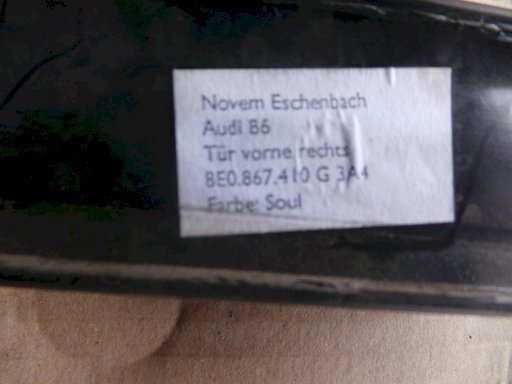 Novem Eschenbach
Audi B6
Tür vorne rechts
8E0.867.410 G 3A4
Farbe: Soul